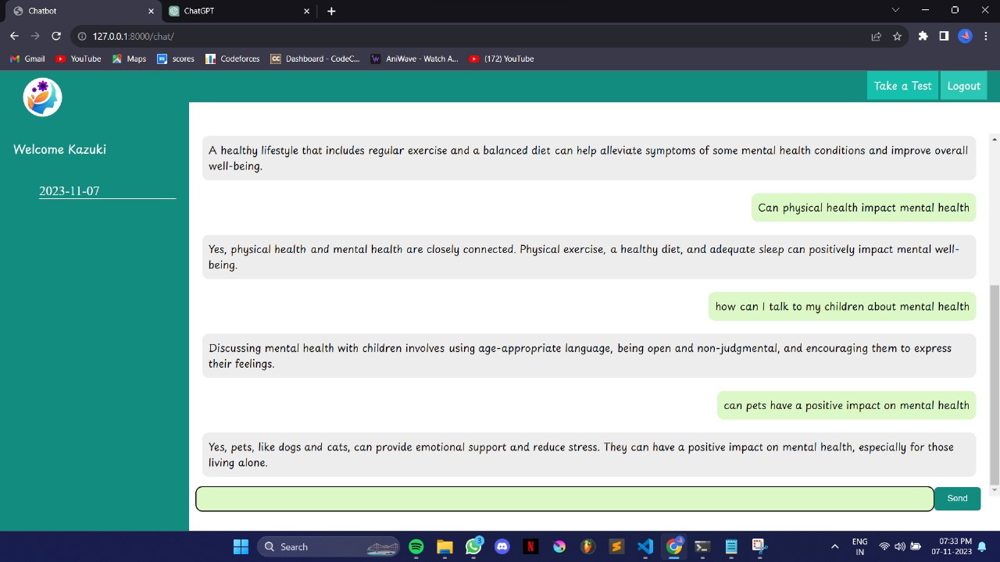 Chatbot
ChatGPT
127.0.0.1:8000/chat/
Gmail
YouTube
Maps
scores
Codeforces
CC
Dashboard - CodeC...
W
AniWave - Watch A...
(172) YouTube
Take a Test
Logout
Welcome Kazuki
2023-11-07
A healthy lifestyle that includes regular exercise and a balanced diet can help alleviate symptoms of some mental health conditions and improve overall
well-being.
Can physical health impact mental health
Yes, physical health and mental health are closely connected. Physical exercise, a healthy diet, and adequate sleep can positively impact mental well-
being.
how can I talk to my children about mental health
Discussing mental health with children involves using age-appropriate language, being open and non-judgmental, and encouraging them to express
their feelings.
can pets have a positive impact on mental health
Yes, pets, like dogs and cats, can provide emotional support and reduce stress. They can have a positive impact on mental health, especially for those
living alone.
Send
Search
3
N
ENG
IN
07:33 PM
07-11-2023